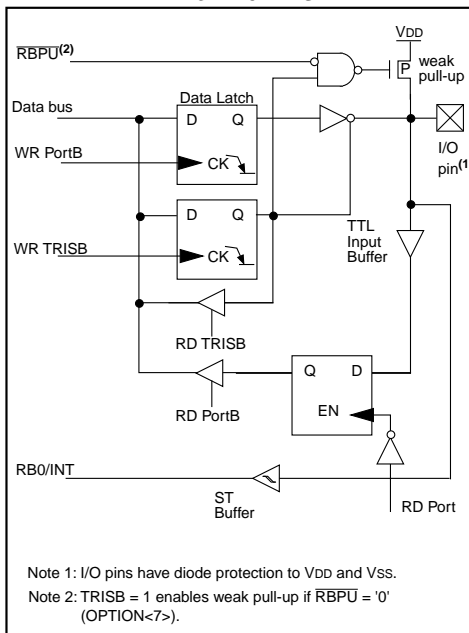 VDD
RBPU(2)
weak
pull-up
P
Data bus
Data Latch
D Q
WR PortB
CK
I/O
pin(1
D Q
TTL
Input
Buffer
WR TRISB
CK
RD TRISB
Q D
EN
RD PortB
RB0/INT
ST
Buffer
RD Port
Note 1: I/O pins have diode protection to VDD and VSS.
Note 2: TRISB = 1 enables weak pull-up if RBPU = '0'
(OPTION<7>).